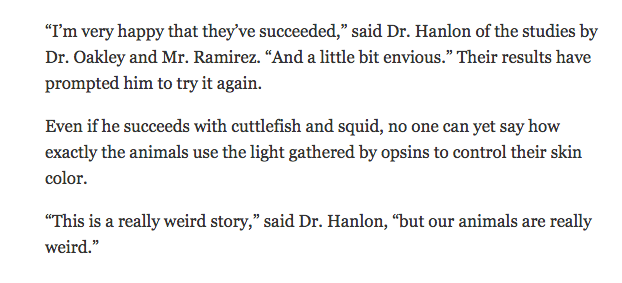 “I’m very happy that they’ve succeeded,” said Dr. Hanlon of the studies by
Dr. Oakley and Mr. Ramirez. “And a little bit envious.” Their results have
prompted him to try it again.
Even if he succeeds with cuttlefish and squid, no one can yet say how
exactly the animals use the light gathered by opsins to control their skin
color.
“This is a really weird story,” said Dr. Hanlon, “but our animals are really
weird.”